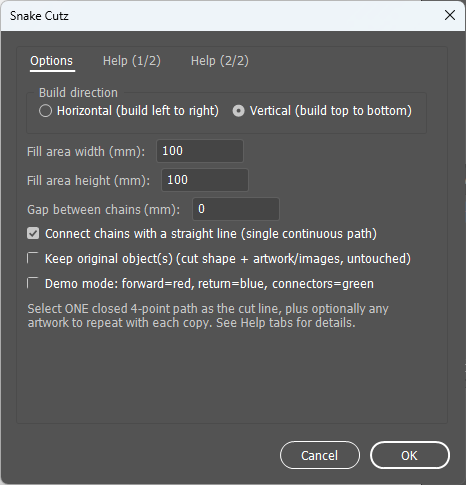 Snake Cutz
Options
Help (1/2)
Help (2/2)
Build direction
Horizontal (build left to right)
Vertical (build top to bottom)
Fill area width (mm): 100
Fill area height (mm): 100
Gap between chains (mm): 0
Connect chains with a straight line (single continuous path)
Keep original object(s) (cut shape + artwork/images, untouched)
Demo mode: forward=red, return=blue, connectors=green
Select ONE closed 4-point path as the cut line, plus optionally any
artwork to repeat with each copy. See Help tabs for details.
Cancel
OK